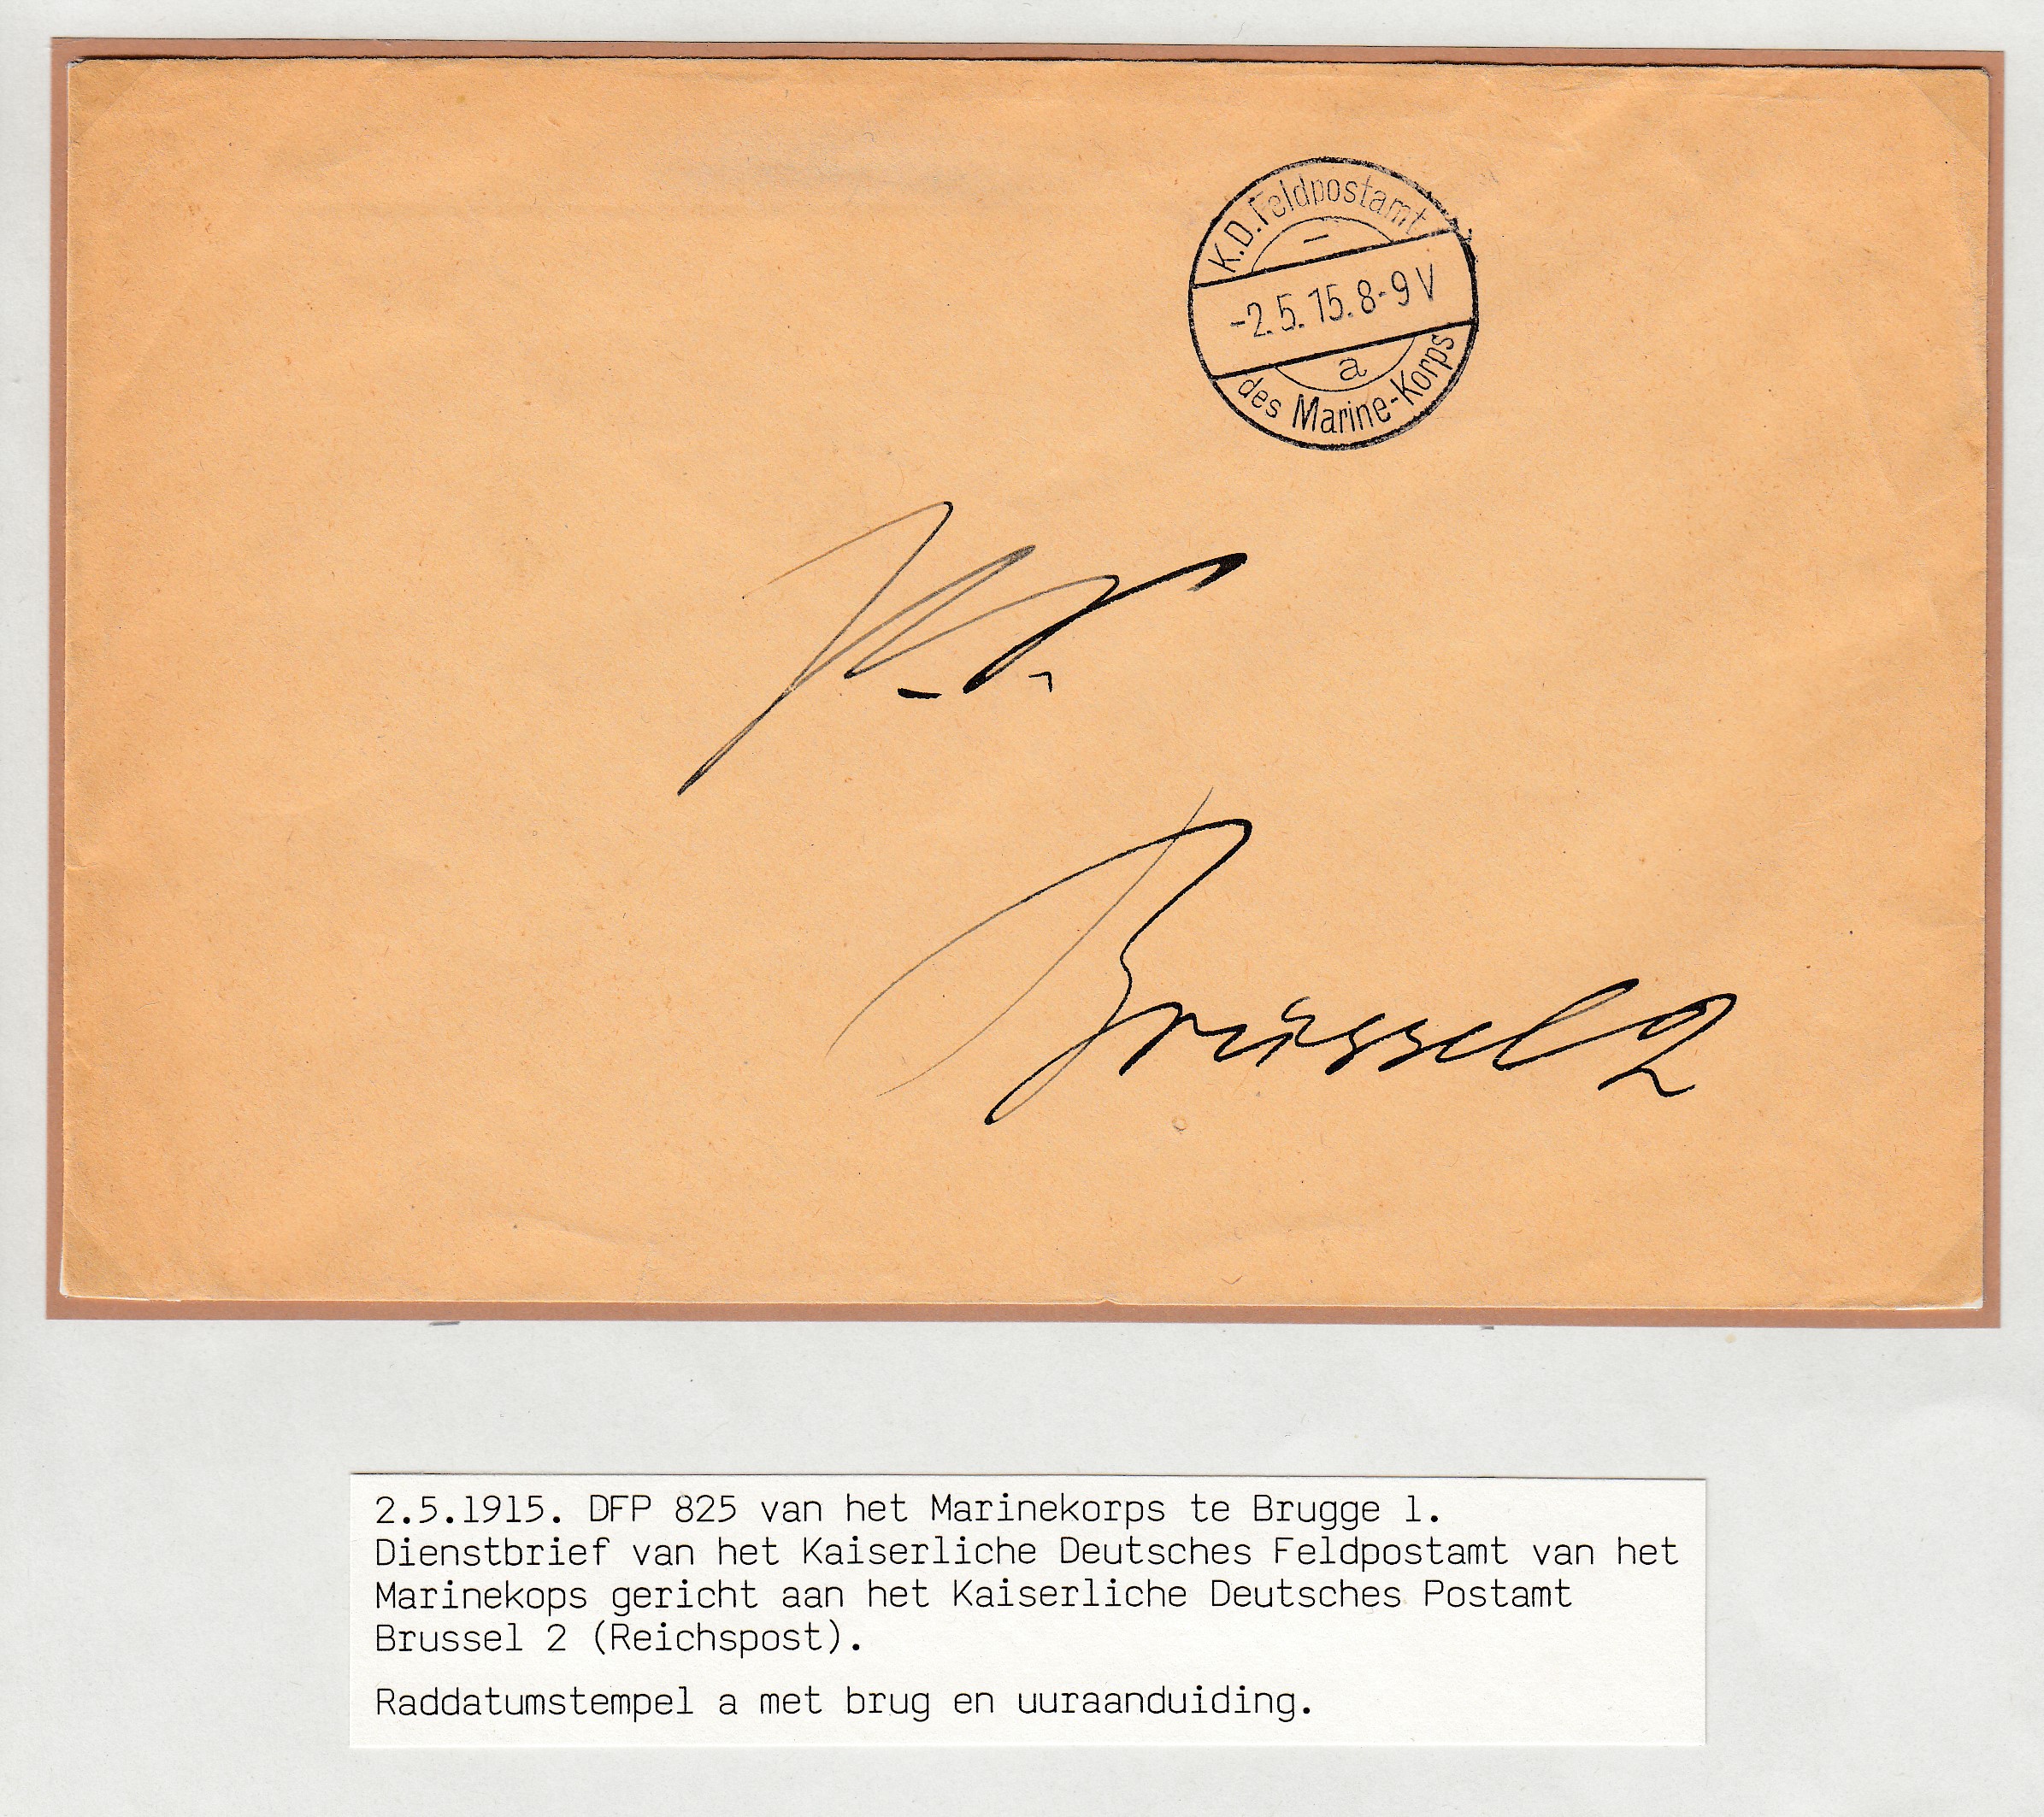 K.D.Feldpostamt
-
-2.5.15.8-9V
a
des Marine-Korps
Brüssel 2
2.5.1915. DFP 825 van het Marinekorps te Brugge 1.
Dienstbrief van het Kaiserliche Deutsches Feldpostamt van het
Marinekops gericht aan het Kaiserliche Deutsches Postamt
Brussel 2 (Reichspost).
Raddatumstempel a met brug en uuraanduiding.